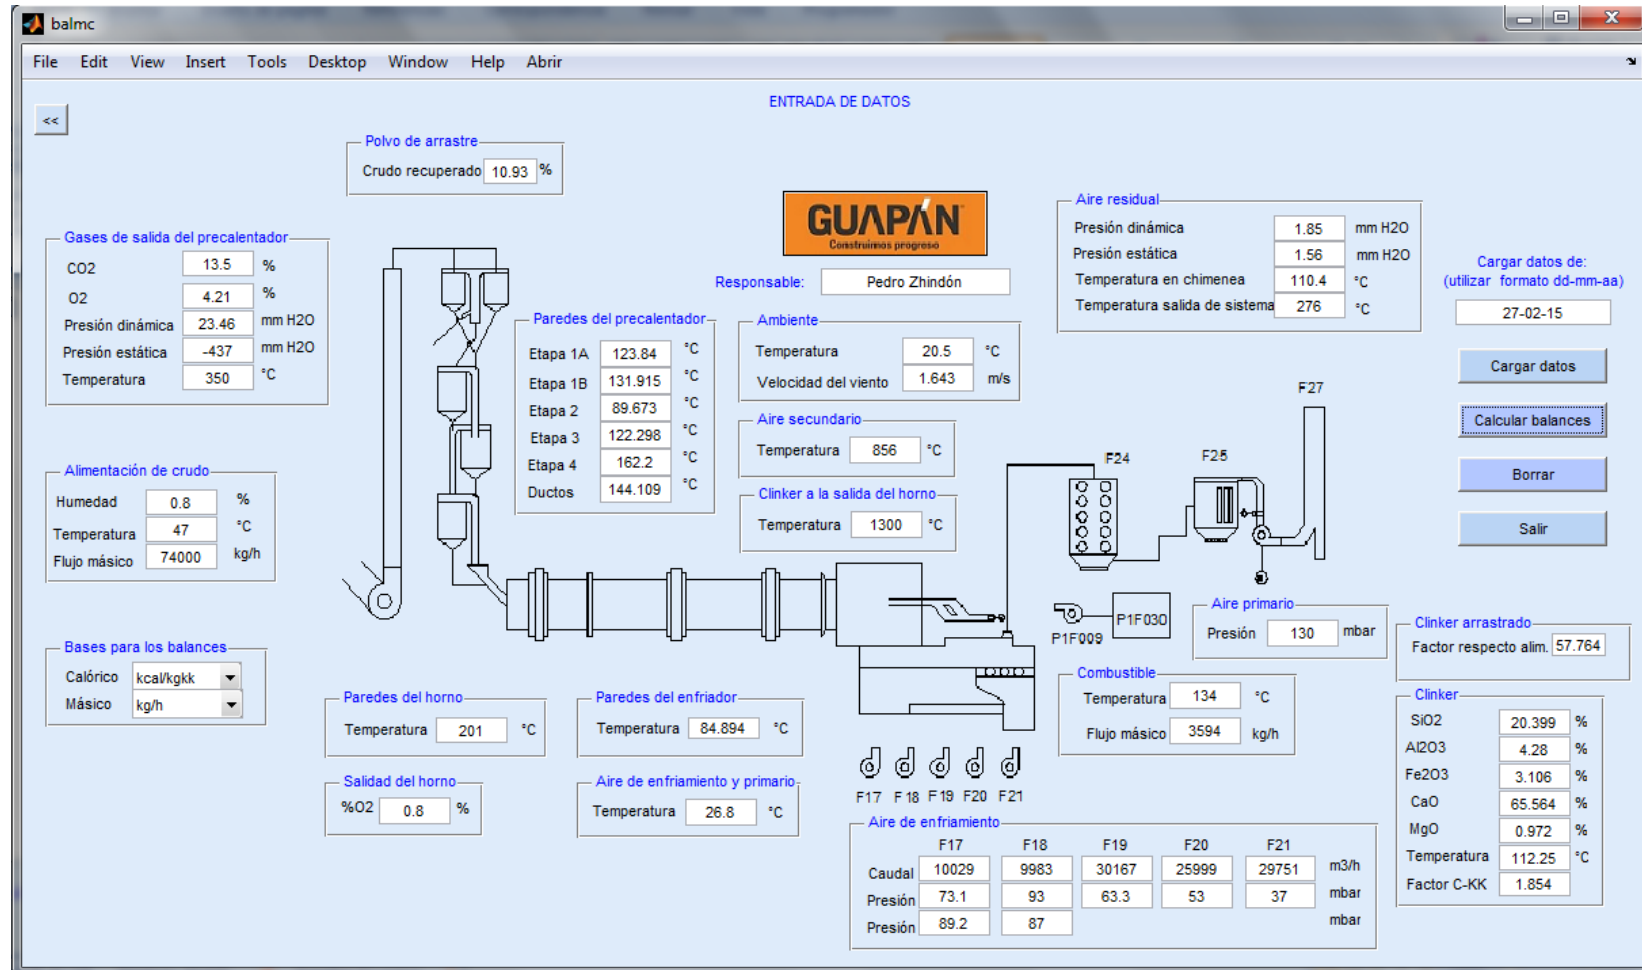 balmc
File Edit View Insert Tools Desktop Window Help Abrir
ENTRADA DE DATOS
<<
Polvo de arrastre
Crudo recuperado 10.93 %
GUAPÁN
Construimos progreso
Responsable: Pedro Zhindón
Gases de salida del precalentador
CO2 13.5 %
O2 4.21 %
Presión dinámica 23.46 mm H2O
Presión estática -437 mm H2O
Temperatura 350 °C
Paredes del precalentador
Etapa 1A 123.84 °C
Etapa 1B 131.915 °C
Etapa 2 89.673 °C
Etapa 3 122.298 °C
Etapa 4 162.2 °C
Ductos 144.109 °C
Ambiente
Temperatura 20.5 °C
Velocidad del viento 1.643 m/s
Aire secundario
Temperatura 856 °C
Clinker a la salida del horno
Temperatura 1300 °C
Aire residual
Presión dinámica 1.85 mm H2O
Presión estática 1.56 mm H2O
Temperatura en chimenea 110.4 °C
Temperatura salida de sistema 276 °C
Cargar datos de:
(utilizar formato dd-mm-aa)
27-02-15
Cargar datos
Calcular balances
Borrar
Salir
F27
F24 F25
Alimentación de crudo
Humedad 0.8 %
Temperatura 47 °C
Flujo másico 74000 kg/h
Bases para los balances
Calórico kcal/kgkk
Másico kg/h
P1F009 P1F030
Aire primario
Presión 130 mbar
Clinker arrastrado
Factor respecto alim. 57.764
Paredes del horno
Temperatura 201 °C
Paredes del enfriador
Temperatura 84.894 °C
Combustible
Temperatura 134 °C
Flujo másico 3594 kg/h
Salidad del horno
%O2 0.8 %
Aire de enfriamiento y primario
Temperatura 26.8 °C
F17 F18 F19 F20 F21
Aire de enfriamiento
F17 F18 F19 F20 F21
Caudal 10029 9983 30167 25999 29751 m3/h
Presión 73.1 93 63.3 53 37 mbar
Presión 89.2 87 mbar
Clinker
SiO2 20.399 %
Al2O3 4.28 %
Fe2O3 3.106 %
CaO 65.564 %
MgO 0.972 %
Temperatura 112.25 °C
Factor C-KK 1.854